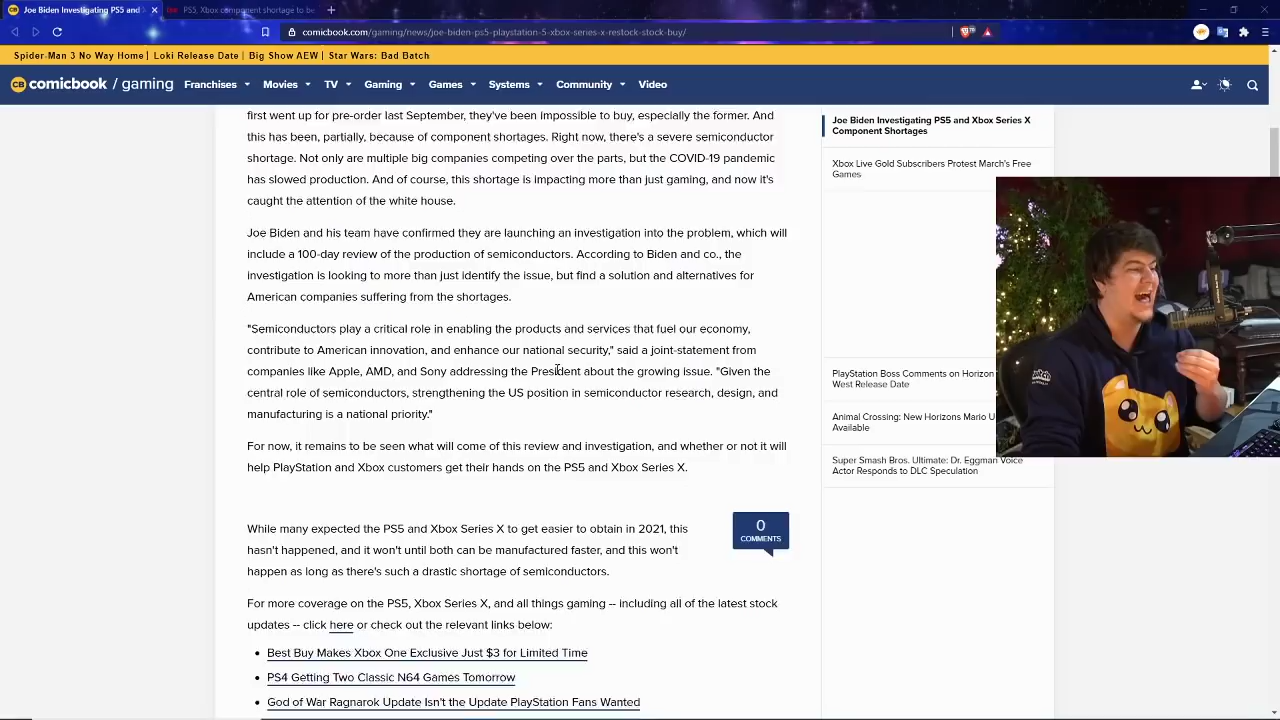 Joe Biden Investigating PS5 and
PS5, Xbox component shortage to be
comicbook.com/gaming/news/joe-biden-ps5-playstation-5-xbox-series-x-restock-stock-buy/
Spider-Man 3 No Way Home | Loki Release Date | Big Show AEW | Star Wars: Bad Batch
CB comicbook / gaming
Franchises Movies TV Gaming Games Systems Community Video
first went up for pre-order last September, they've been impossible to buy, especially the former. And
this has been, partially, because of component shortages. Right now, there's a severe semiconductor
shortage. Not only are multiple big companies competing over the parts, but the COVID-19 pandemic
has slowed production. And of course, this shortage is impacting more than just gaming, and now it's
caught the attention of the white house.
Joe Biden and his team have confirmed they are launching an investigation into the problem, which will
include a 100-day review of the production of semiconductors. According to Biden and co., the
investigation is looking to more than just identify the issue, but find a solution and alternatives for
American companies suffering from the shortages.
"Semiconductors play a critical role in enabling the products and services that fuel our economy,
contribute to American innovation, and enhance our national security," said a joint-statement from
companies like Apple, AMD, and Sony addressing the President about the growing issue. "Given the
central role of semiconductors, strengthening the US position in semiconductor research, design, and
manufacturing is a national priority."
For now, it remains to be seen what will come of this review and investigation, and whether or not it will
help PlayStation and Xbox customers get their hands on the PS5 and Xbox Series X.
While many expected the PS5 and Xbox Series X to get easier to obtain in 2021, this
hasn't happened, and it won't until both can be manufactured faster, and this won't
happen as long as there's such a drastic shortage of semiconductors.
0
COMMENTS
For more coverage on the PS5, Xbox Series X, and all things gaming -- including all of the latest stock
updates -- click here or check out the relevant links below:
Best Buy Makes Xbox One Exclusive Just $3 for Limited Time
PS4 Getting Two Classic N64 Games Tomorrow
God of War Ragnarok Update Isn't the Update PlayStation Fans Wanted
Joe Biden Investigating PS5 and Xbox Series X
Component Shortages
Xbox Live Gold Subscribers Protest March's Free
Games
PlayStation Boss Comments on Horizon
West Release Date
Animal Crossing: New Horizons Mario U
Available
Super Smash Bros. Ultimate: Dr. Eggman Voice
Actor Responds to DLC Speculation